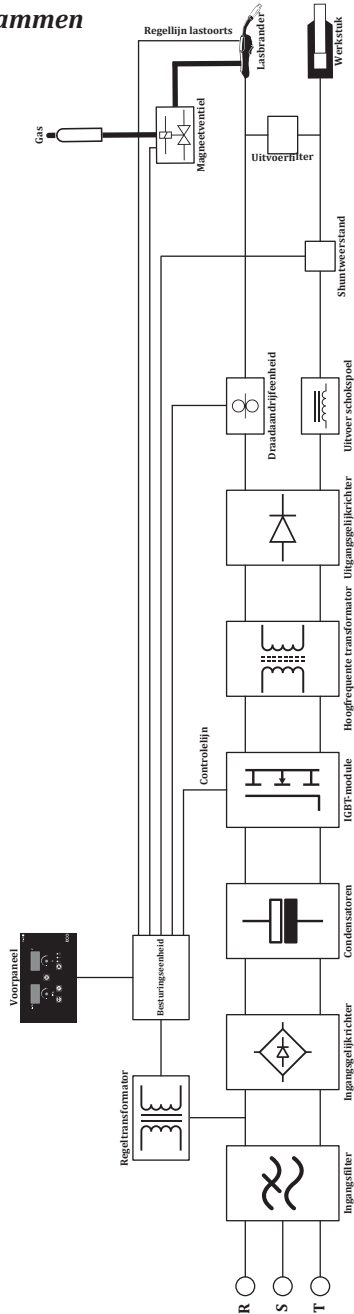 ammen
Voorpaneel
Regeltransformator
Besturingseenheid
Controlelijn
Gas
Magneetventiel
Regellijn lastoorts
Lasbrander
Werkstuk
Uitvoerfilter
Shuntweerstand
Draadaandrijfeenheid
Uitvoer schokspoel
Uitgangsgelijkrichter
Hoogfrequente transformator
IGBT-module
Condensatoren
Ingangsgelijkrichter
Ingangsfilter
R
S
T